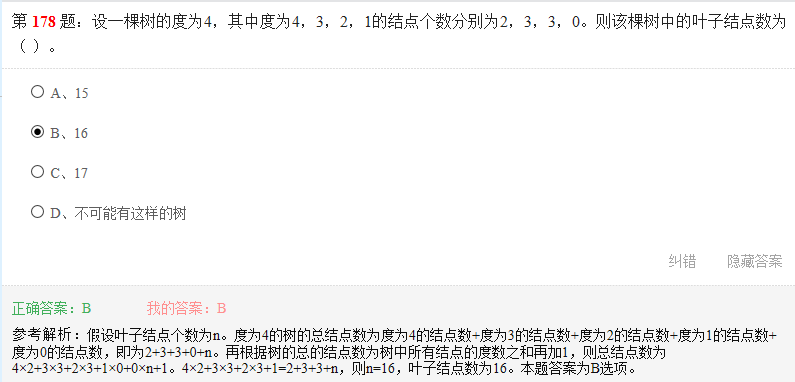 第 178 题：设一棵树的度为4，其中度为4，3，2，1的结点个数分别为2，3，3，0。则该棵树中的叶子结点数为
（ ）。
A、15
B、16
C、17
D、不可能有这样的树
纠错 隐藏答案
正确答案：B 我的答案：B
参考解析：假设叶子结点个数为n。度为4的树的总结点数为度为4的结点数+度为3的结点数+度为2的结点数+度为1的结点数+
度为0的结点数，即为2+3+3+0+n。再根据树的总的结点数为树中所有结点的度数之和再加1，则总结点数为
4×2+3×3+2×3+1×0+0×n+1。4×2+3×3+2×3+1=2+3+3+n，则n=16，叶子结点数为16。本题答案为B选项。